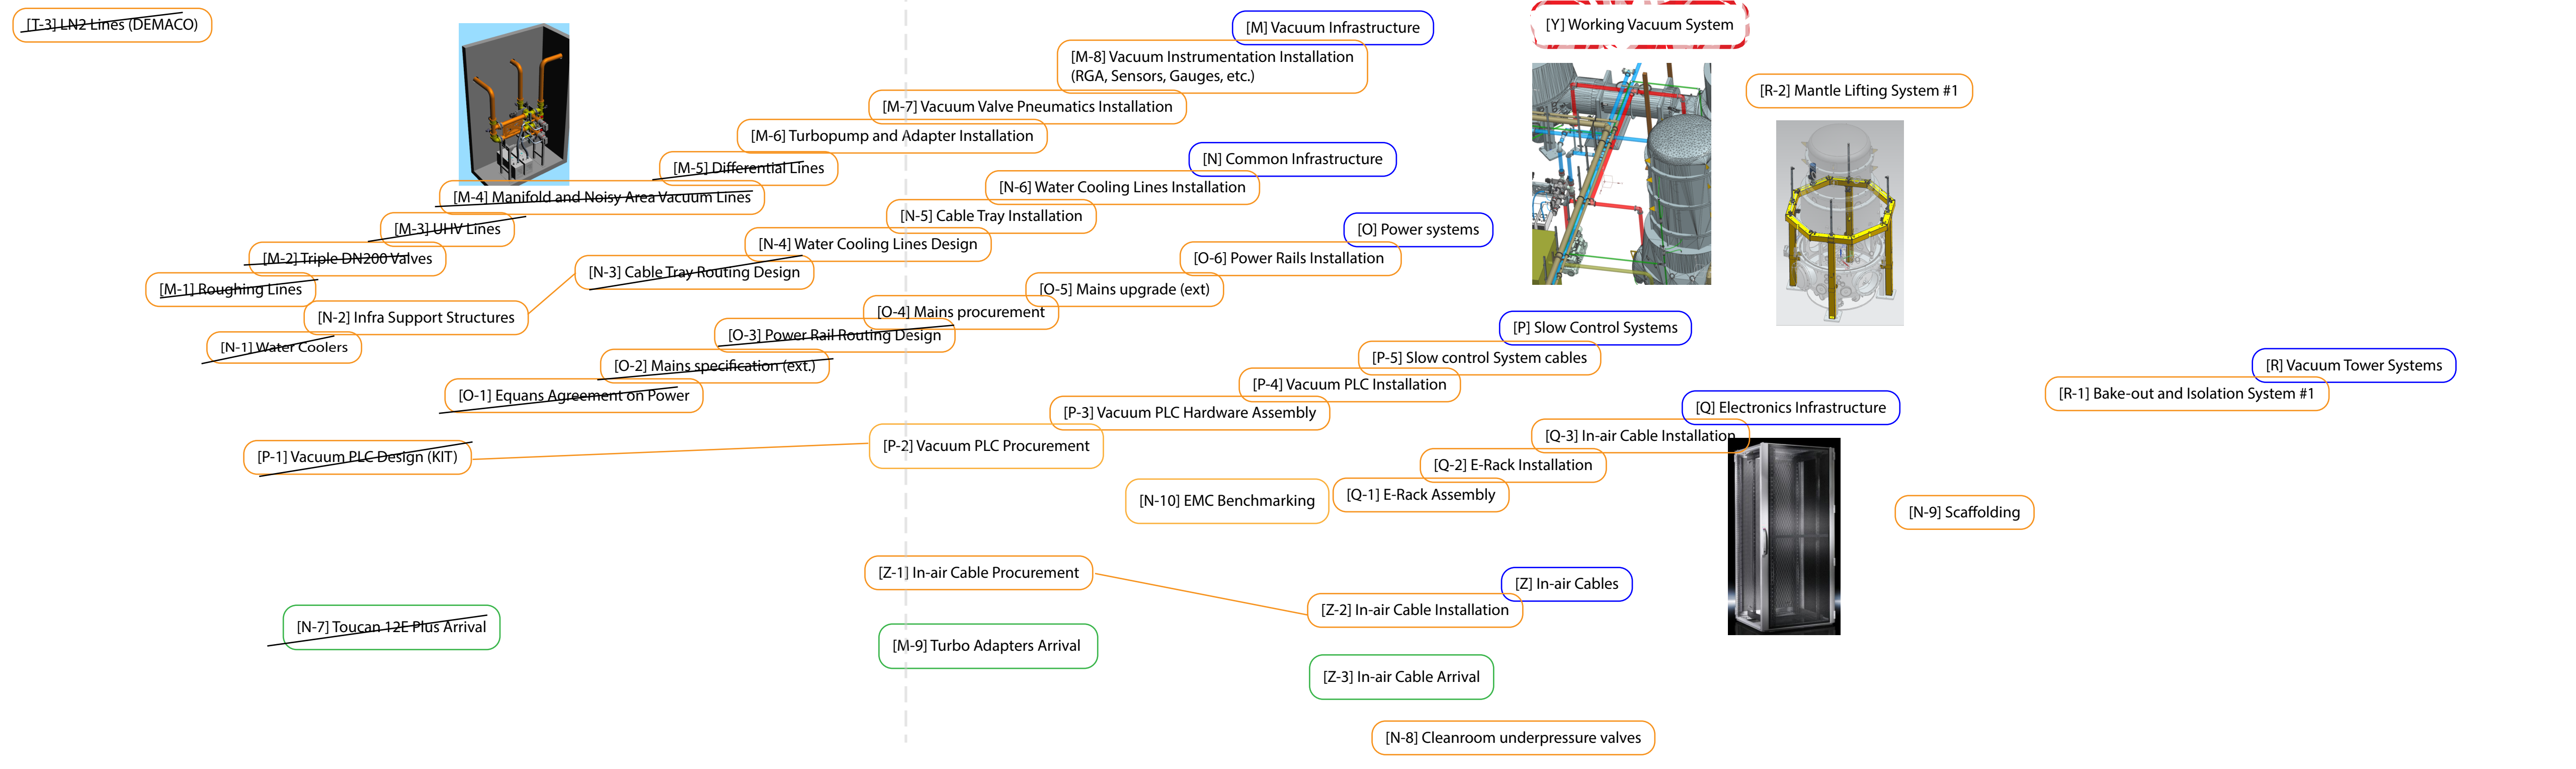 [T-3] LN2 Lines (DEMACO)
[M] Vacuum Infrastructure
[Y] Working Vacuum System
[M-8] Vacuum Instrumentation Installation
(RGA, Sensors, Gauges, etc.)
[R-2] Mantle Lifting System #1
[M-7] Vacuum Valve Pneumatics Installation
[M-6] Turbopump and Adapter Installation
[M-5] Differential Lines
[N] Common Infrastructure
[M-4] Manifold and Noisy Area Vacuum Lines
[N-6] Water Cooling Lines Installation
[N-5] Cable Tray Installation
[M-3] UHV Lines
[O] Power systems
[N-4] Water Cooling Lines Design
[M-2] Triple DN200 Valves
[O-6] Power Rails Installation
[N-3] Cable Tray Routing Design
[M-1] Roughing Lines
[O-5] Mains upgrade (ext)
[N-2] Infra Support Structures
[O-4] Mains procurement
[O-3] Power Rail Routing Design
[P] Slow Control Systems
[N-1] Water Coolers
[P-5] Slow control System cables
[O-2] Mains specification (ext.)
[R] Vacuum Tower Systems
[P-4] Vacuum PLC Installation
[O-1] Equans Agreement on Power
[R-1] Bake-out and Isolation System #1
[P-3] Vacuum PLC Hardware Assembly
[Q] Electronics Infrastructure
[Q-3] In-air Cable Installation
[P-2] Vacuum PLC Procurement
[P-1] Vacuum PLC Design (KIT)
[Q-2] E-Rack Installation
[N-10] EMC Benchmarking
[Q-1] E-Rack Assembly
[N-9] Scaffolding
[Z-1] In-air Cable Procurement
[Z] In-air Cables
[Z-2] In-air Cable Installation
[N-7] Toucan 12E Plus Arrival
[M-9] Turbo Adapters Arrival
[Z-3] In-air Cable Arrival
[N-8] Cleanroom underpressure valves